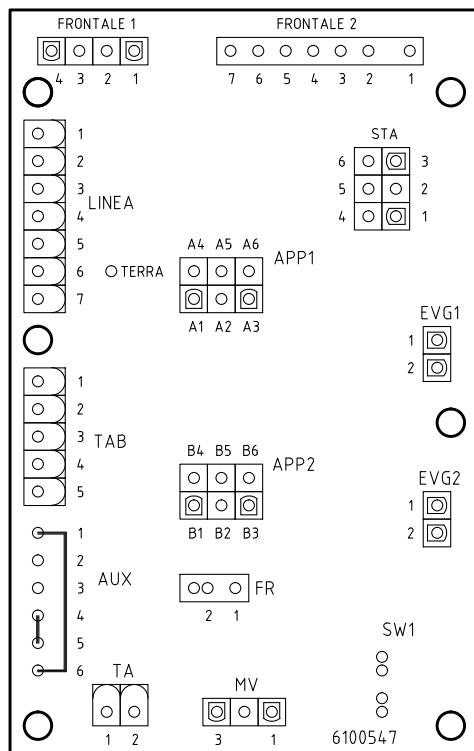 FRONTALE 1
FRONTALE 2
4 3 2 1
7 6 5 4 3 2 1
STA
6 3
5 2
4 1
LINEA
1
2
3
4
5
6
7
TERRA
A4 A5 A6
APP1
A1 A2 A3
EVG1
1
2
TAB
1
2
3
4
5
B4 B5 B6
APP2
B1 B2 B3
EVG2
1
2
AUX
1
2
3
4
5
6
FR
2 1
SW1
TA
1 2
MV
3 1
6100547